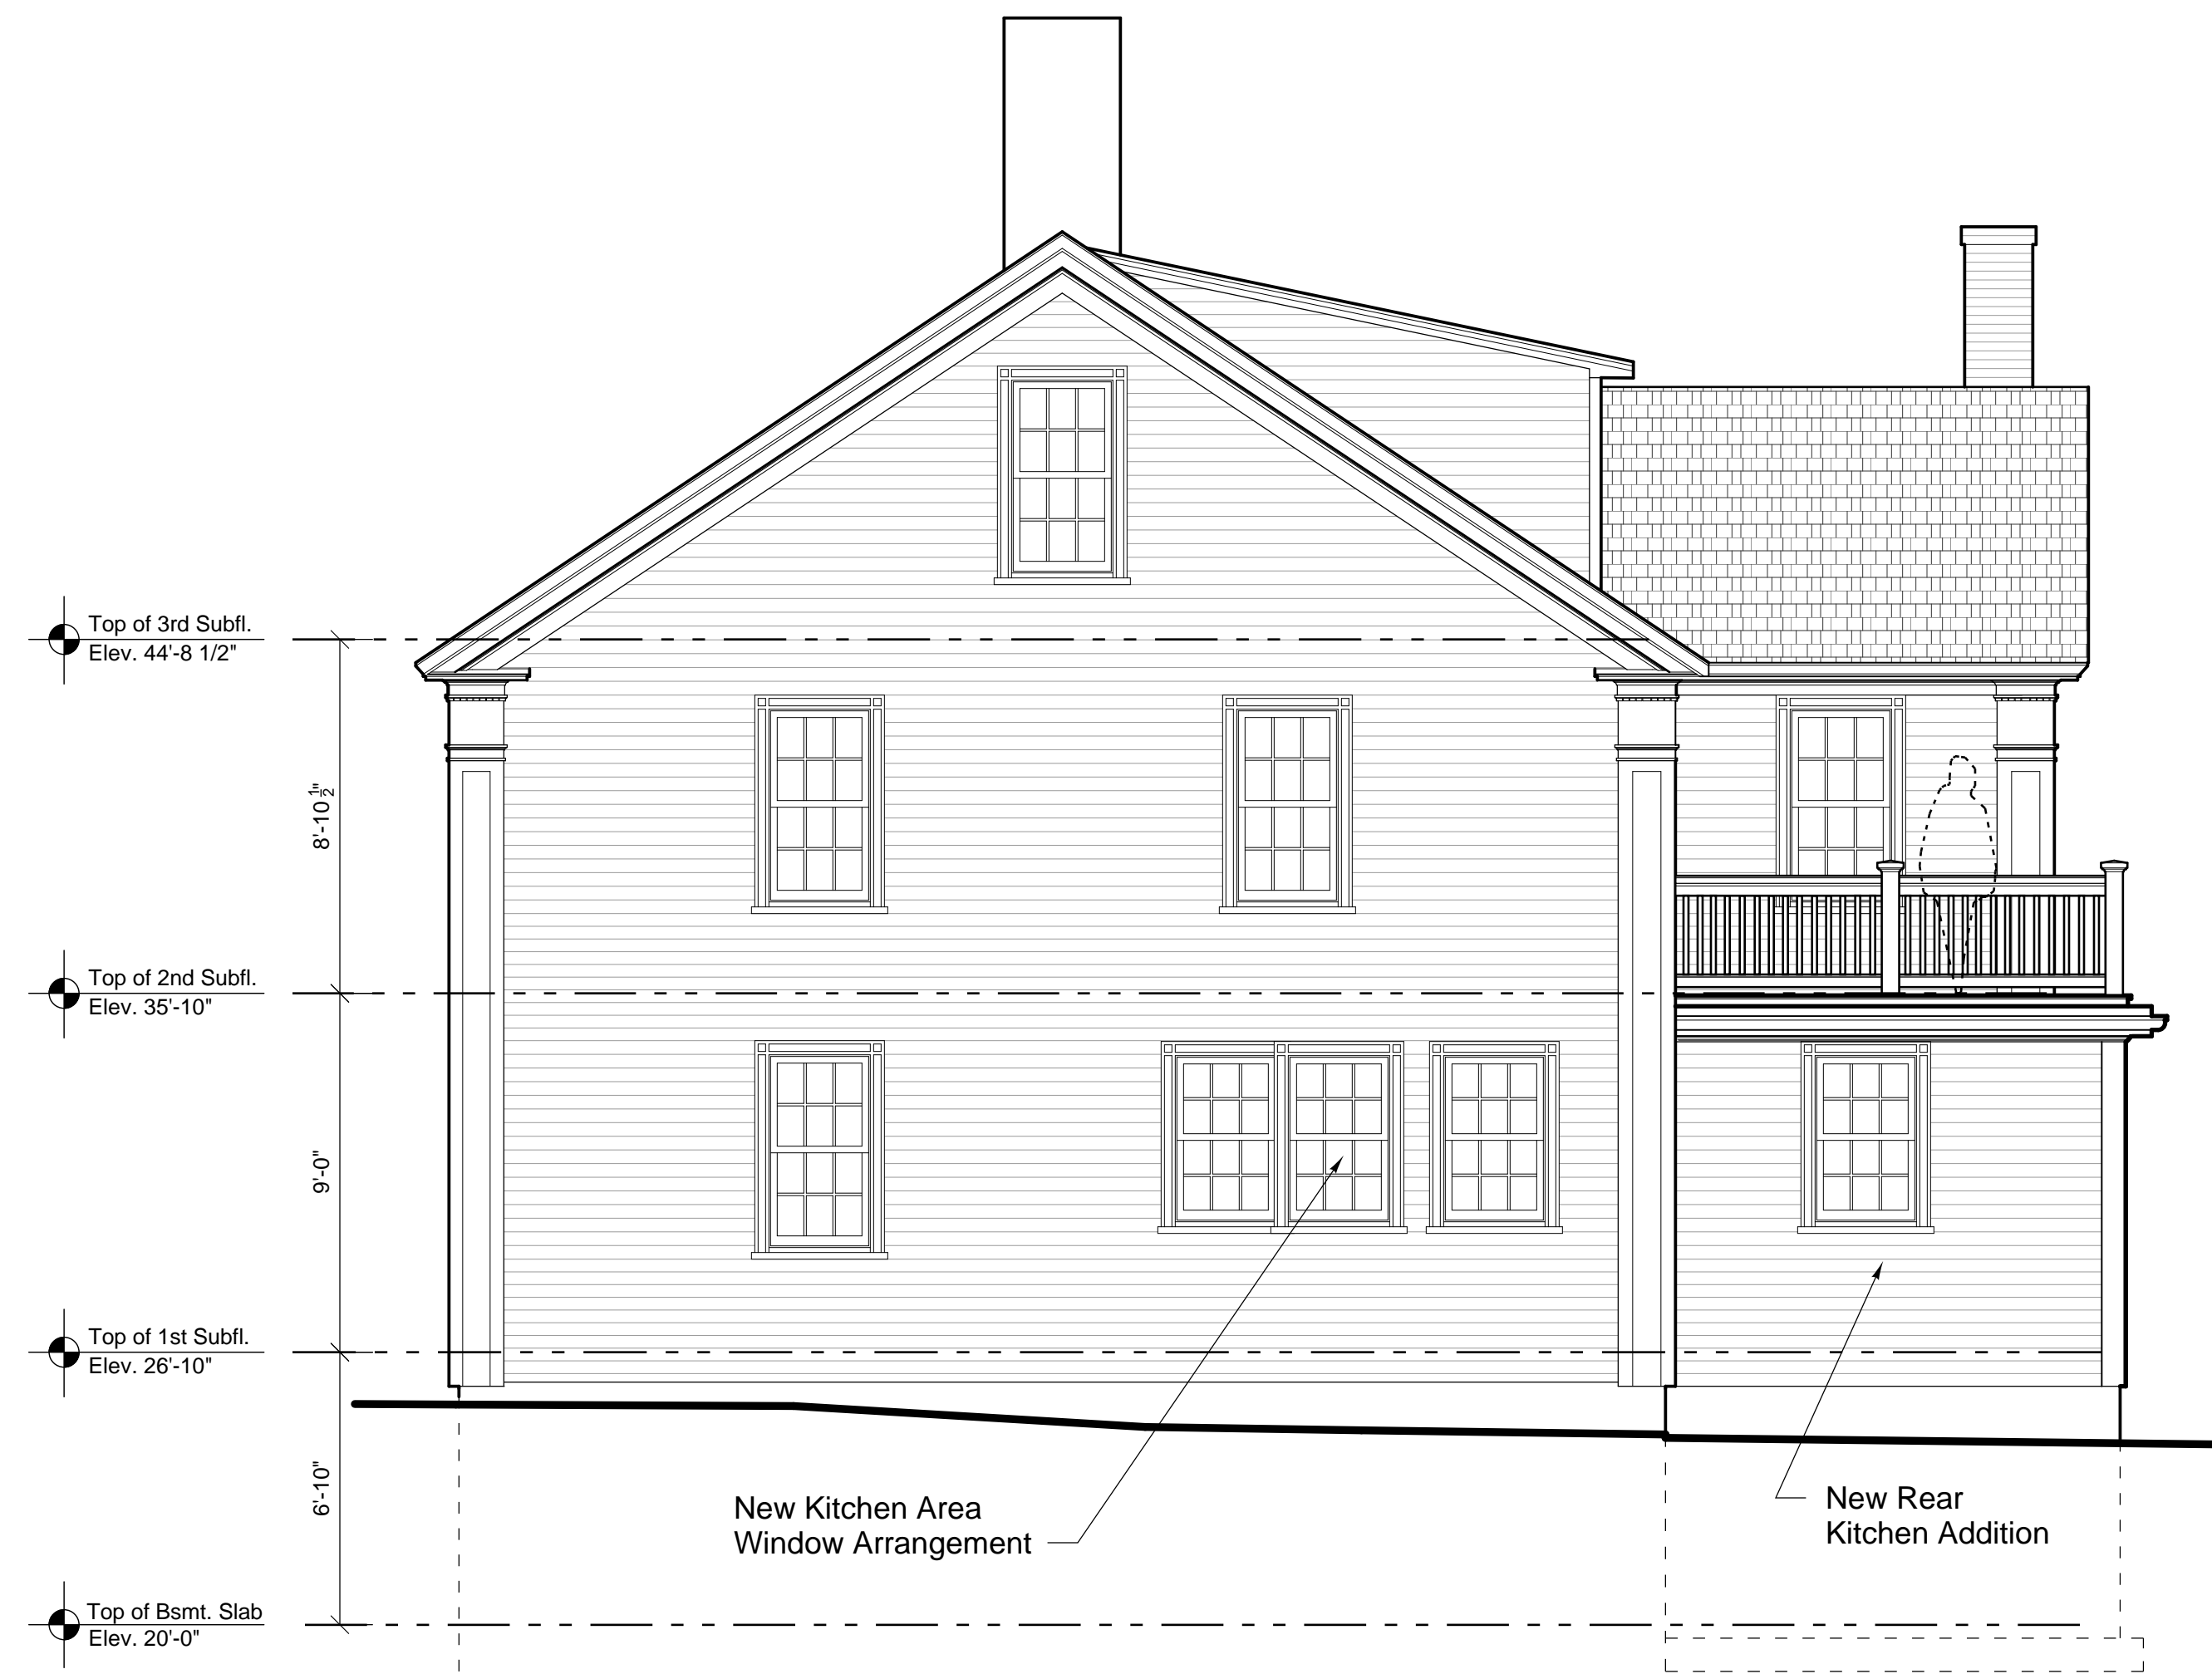 Top of 3rd Subfl.
Elev. 44'-8 1/2"
8'-10 1/2"
Top of 2nd Subfl.
Elev. 35'-10"
9'-0"
Top of 1st Subfl.
Elev. 26'-10"
6'-10"
New Kitchen Area
Window Arrangement
New Rear
Kitchen Addition
Top of Bsmt. Slab
Elev. 20'-0"